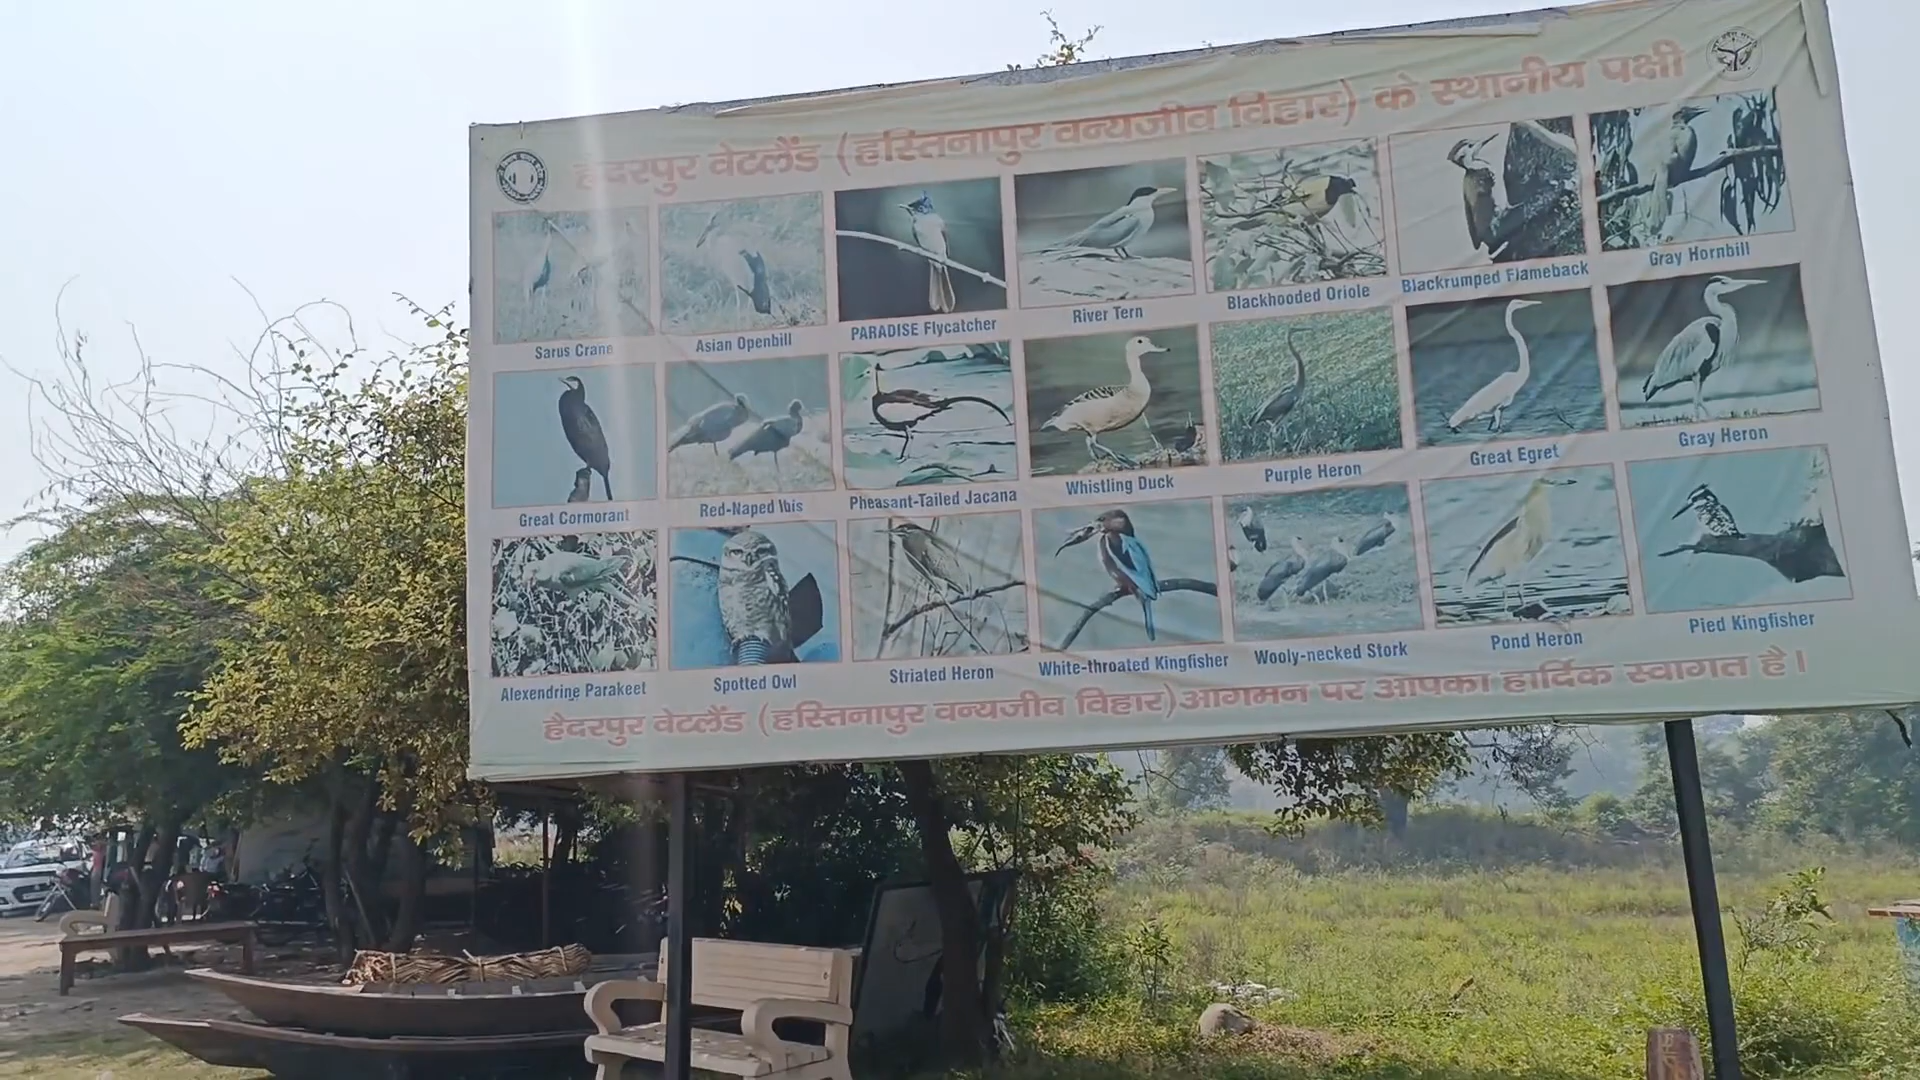 हैदरपुर वेटलैंड (हस्तिनापुर वन्यजीव विहार) के स्थानीय पक्षी
Sarus Crane
Asian Openbill
PARADISE Flycatcher
River Tern
Blackhooded Oriole
Blackrumped Flameback
Gray Hornbill
Great Cormorant
Red-Naped Ibis
Pheasant-Tailed Jacana
Whistling Duck
Purple Heron
Great Egret
Gray Heron
Alexendrine Parakeet
Spotted Owl
Striated Heron
White-throated Kingfisher
Wooly-necked Stork
Pond Heron
Pied Kingfisher
हैदरपुर वेटलैंड (हस्तिनापुर वन्यजीव विहार) आगमन पर आपका हार्दिक स्वागत है।